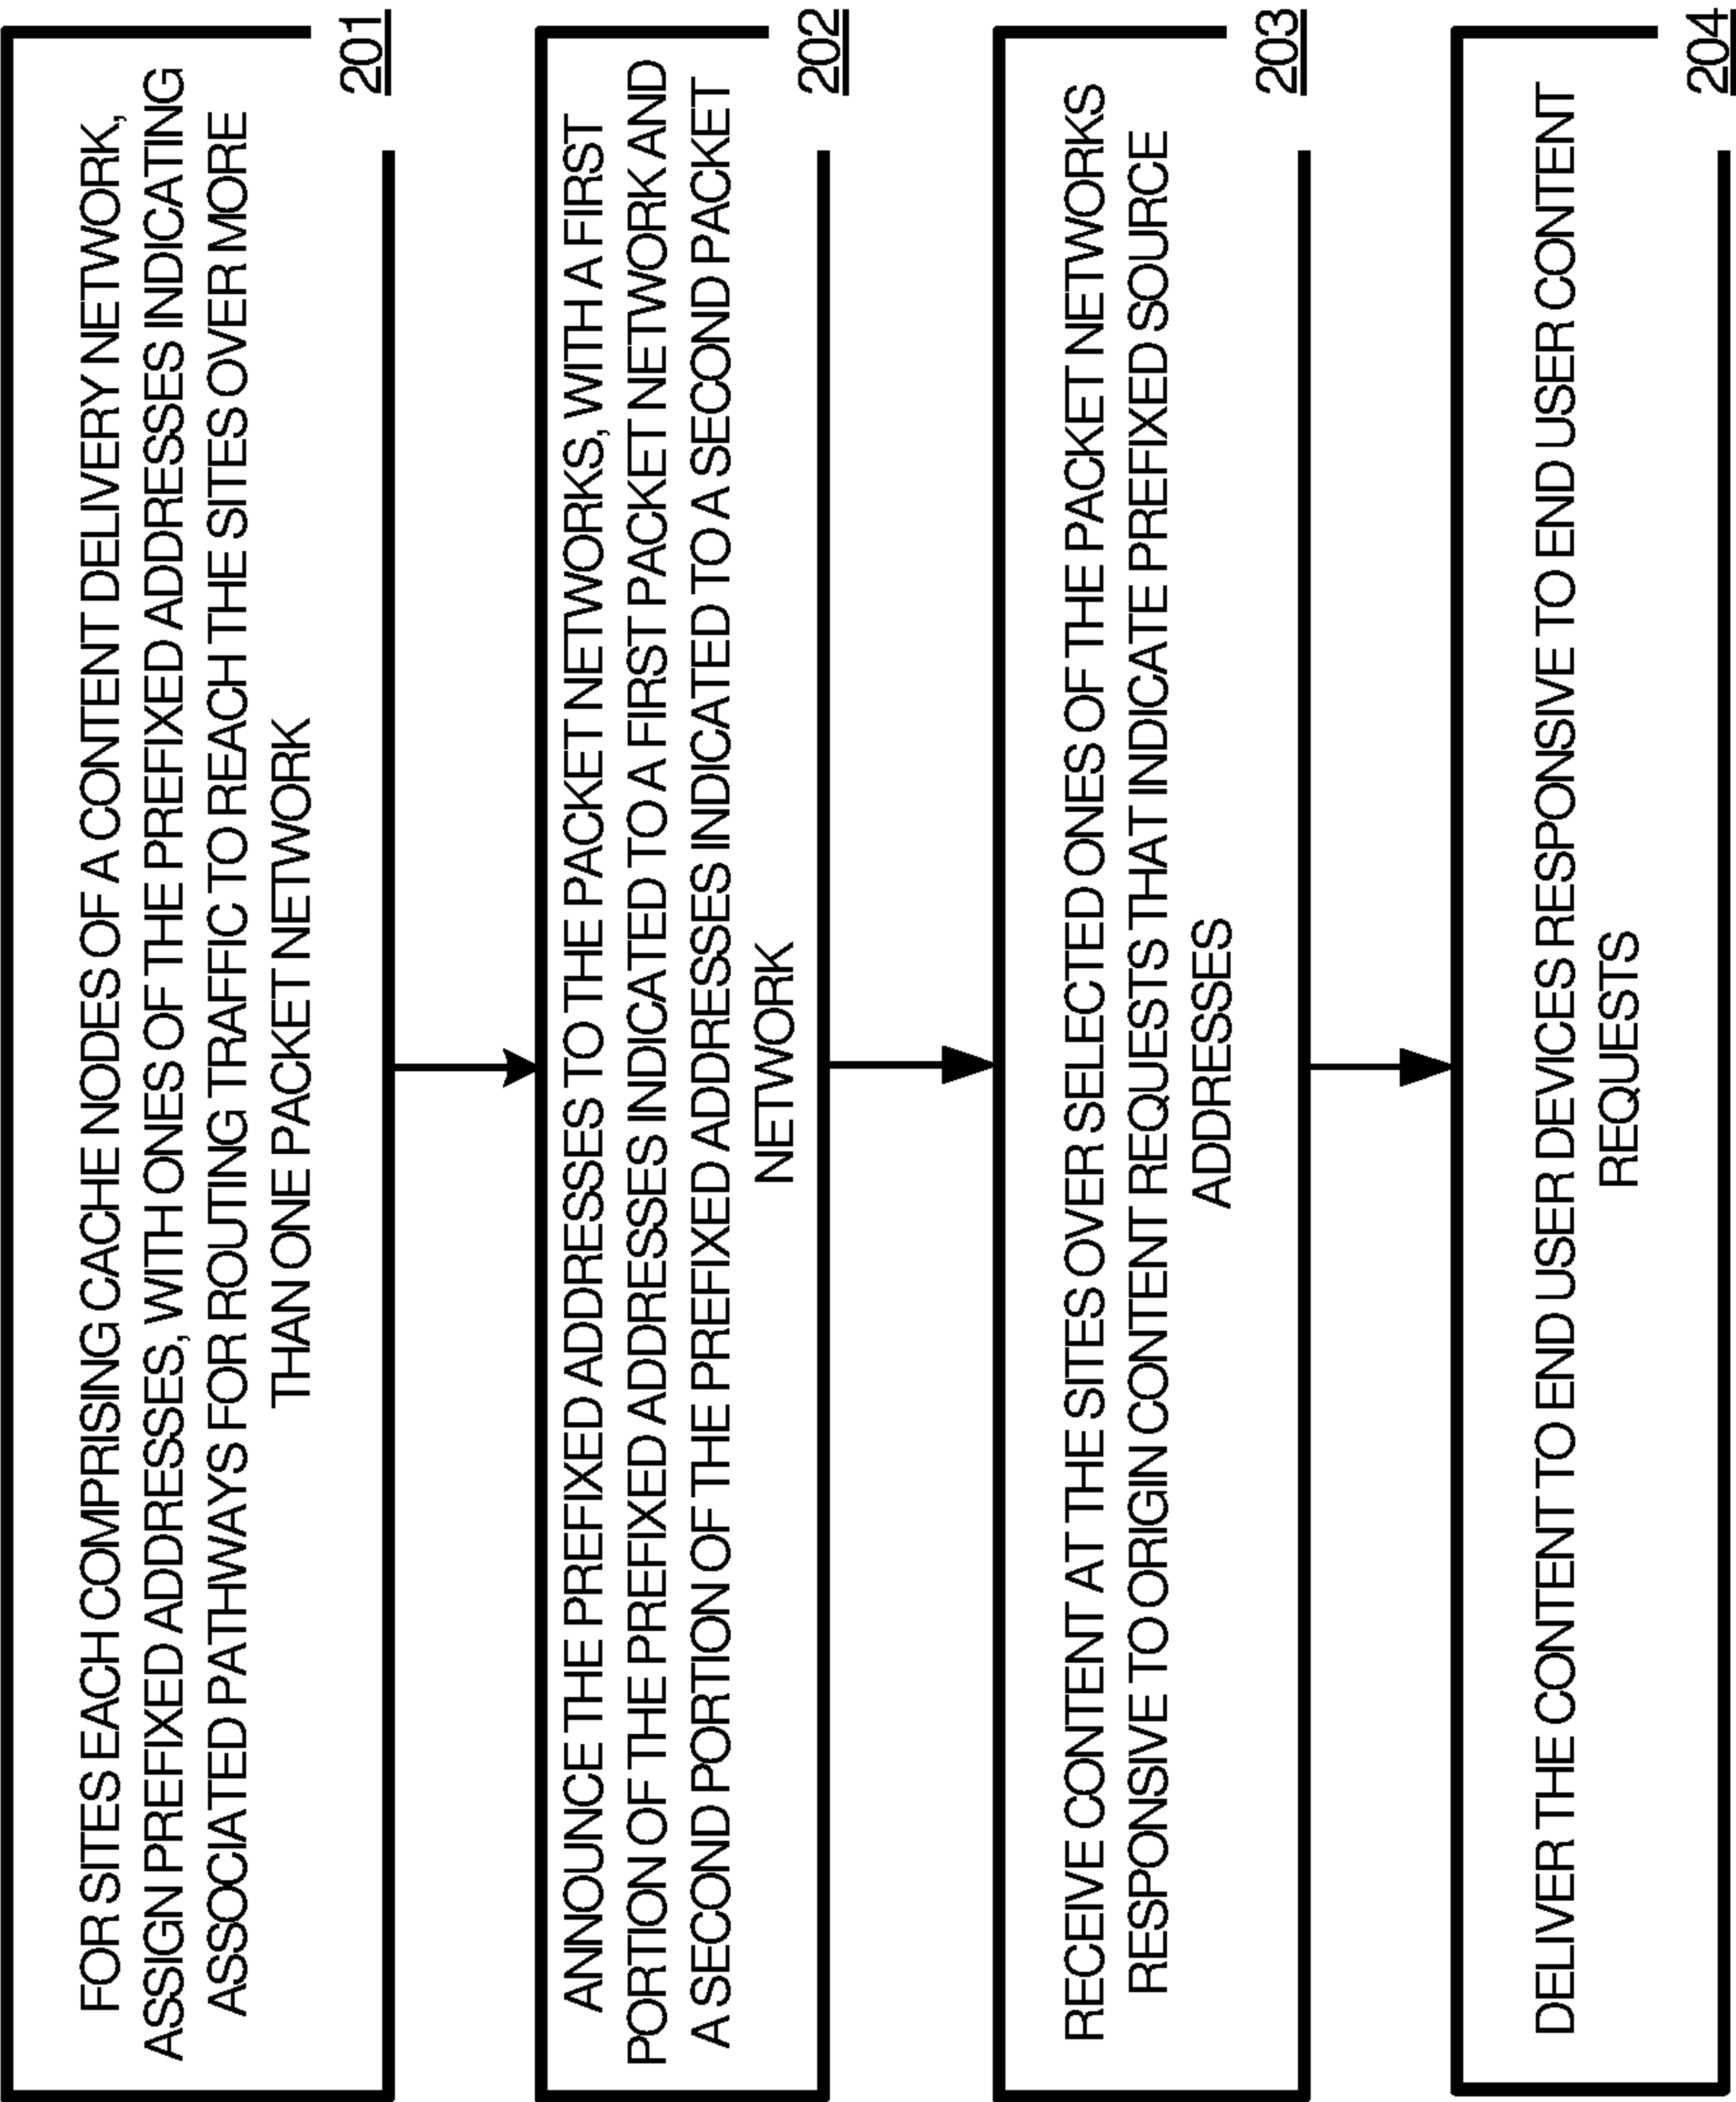 FOR SITES EACH COMPRISING CACHE NODES OF A CONTENT DELIVERY NETWORK,
ASSIGN PREFIXED ADDRESSES, WITH ONES OF THE PREFIXED ADDRESSES INDICATING
ASSOCIATED PATHWAYS FOR ROUTING TRAFFIC TO REACH THE SITES OVER MORE
THAN ONE PACKET NETWORK
201
ANNOUNCE THE PREFIXED ADDRESSES TO THE PACKET NETWORKS, WITH A FIRST
PORTION OF THE PREFIXED ADDRESSES INDICATED TO A FIRST PACKET NETWORK AND
A SECOND PORTION OF THE PREFIXED ADDRESSES INDICATED TO A SECOND PACKET
NETWORK
202
RECEIVE CONTENT AT THE SITES OVER SELECTED ONES OF THE PACKET NETWORKS
RESPONSIVE TO ORIGIN CONTENT REQUESTS THAT INDICATE PREFIXED SOURCE
ADDRESSES
203
DELIVER THE CONTENT TO END USER DEVICES RESPONSIVE TO END USER CONTENT
REQUESTS
204